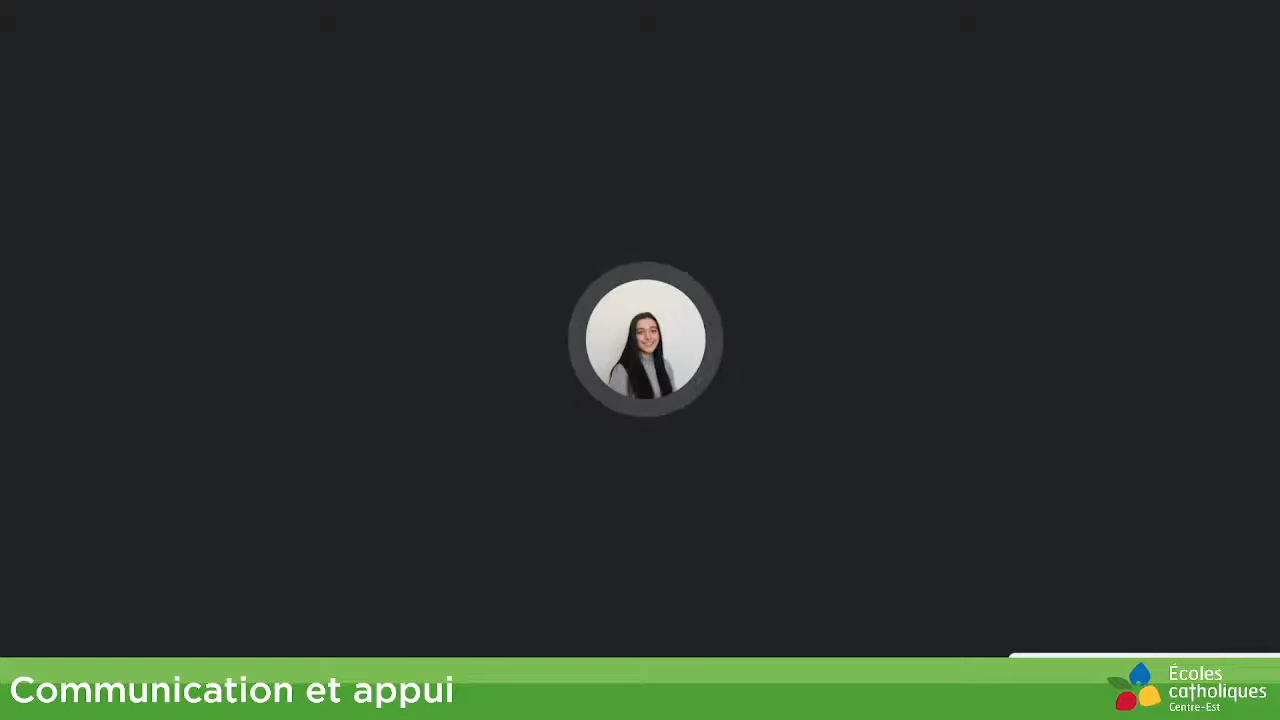 Communication et appui
Écoles
catholiques
Centre-Est